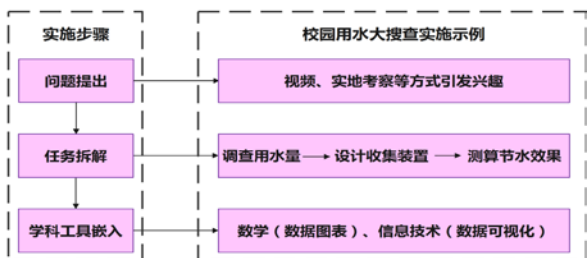 实施步骤
校园用水大搜查实施示例
问题提出
视频、实地考察等方式引发兴趣
任务拆解
调查用水量
设计收集装置
测算节水效果
学科工具嵌入
数学（数据图表）、信息技术（数据可视化）